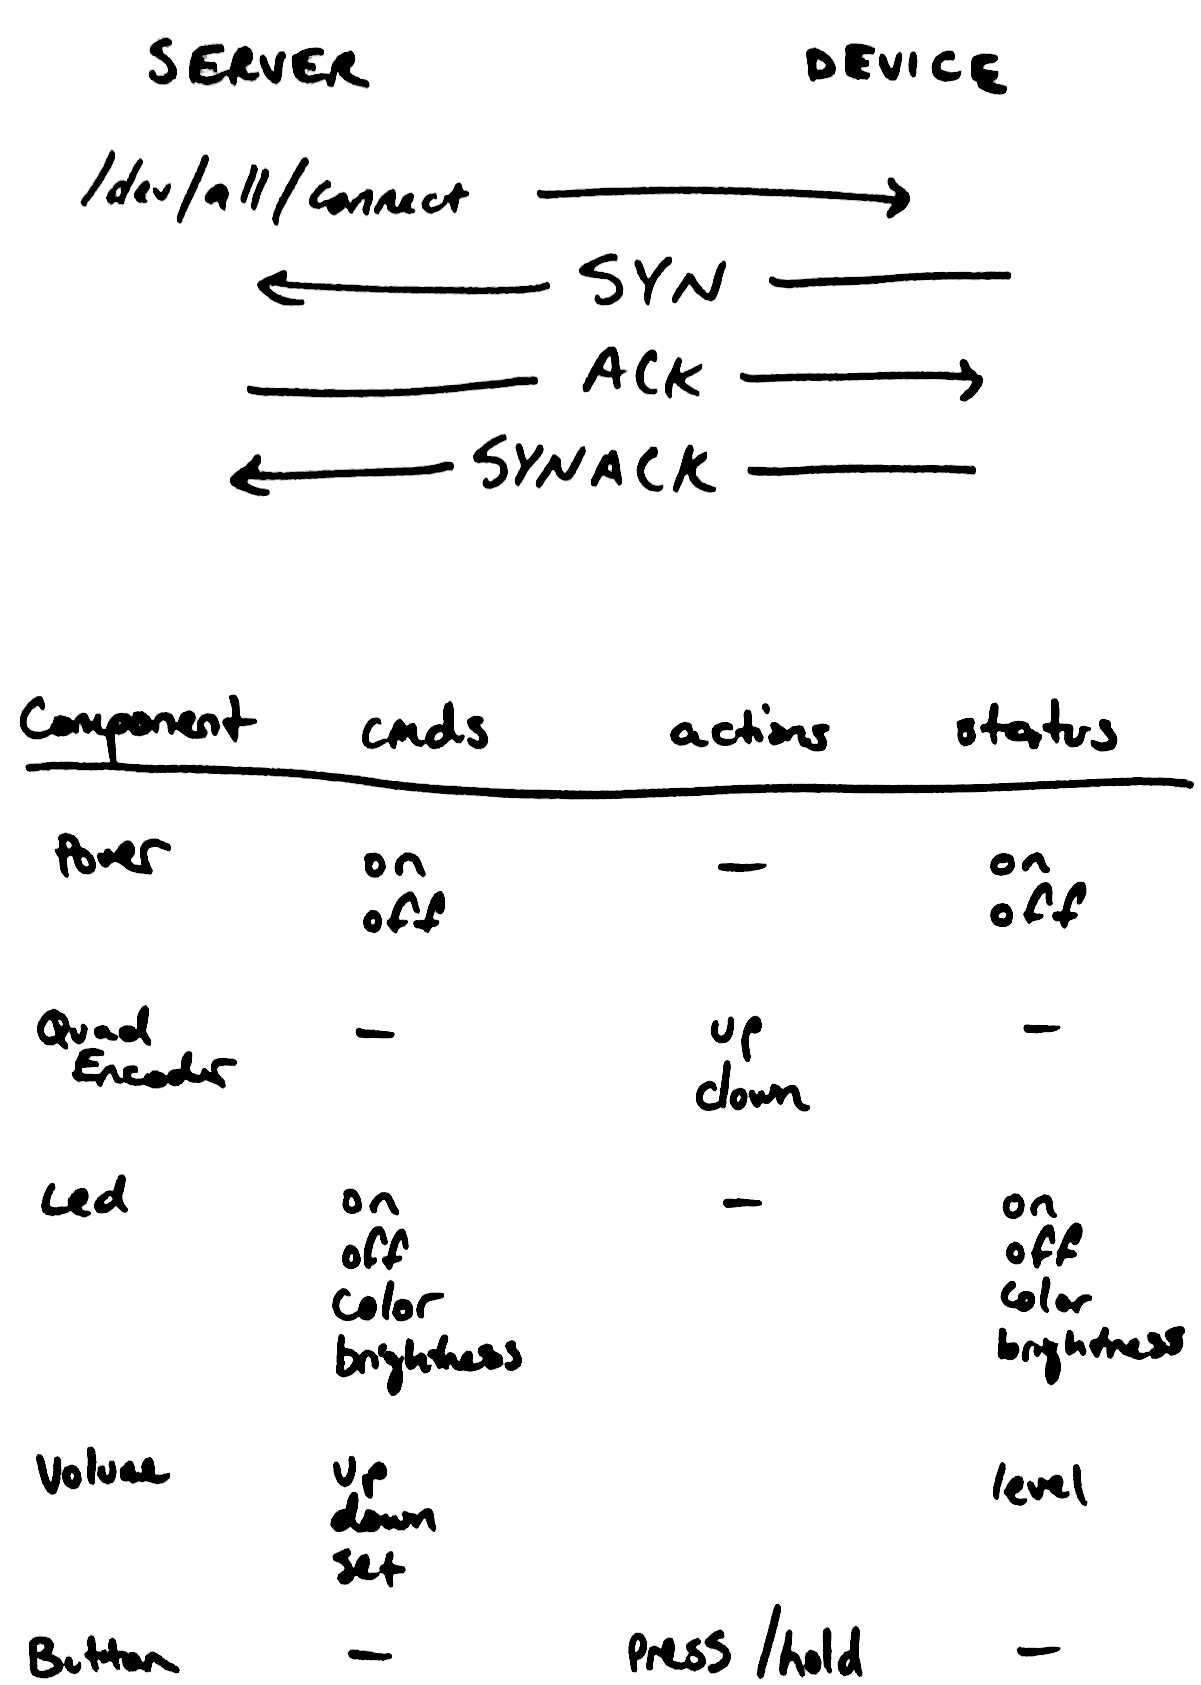 SERVER DEVICE
/dev/all/connect
SYN
ACK
SYNACK
Component cmds actions status
Power on — on
off off
Quad — up —
Encoder down
Led on — on
off off
color color
brightness brightness
Volume up level
down
set
Button — press/hold —